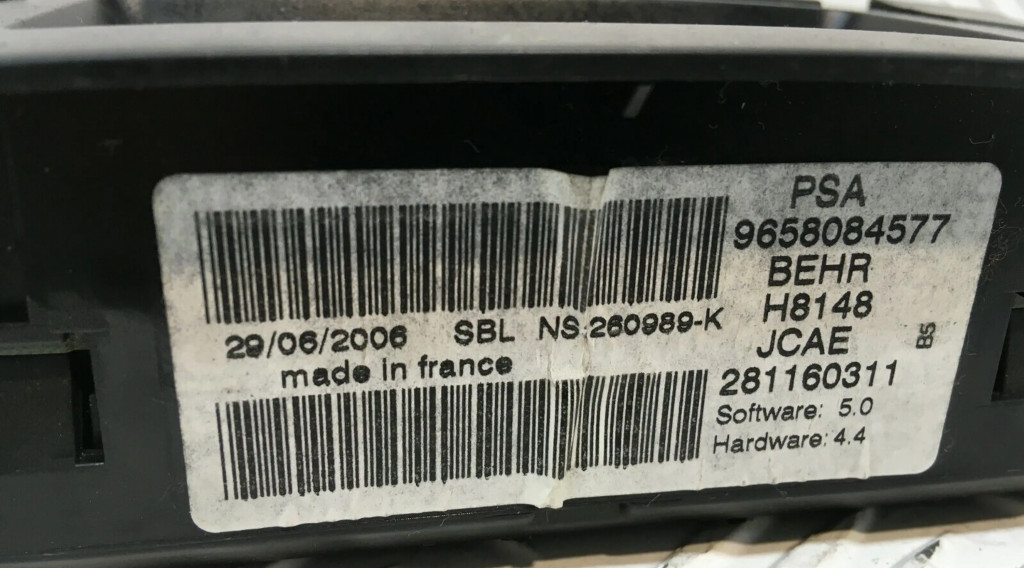 PSA
9658084577
BEHR
H8148
JCAE
281160311
Software: 5.0
Hardware: 4.4
29/06/2006 SBL NS:260989-K
made in france
B5